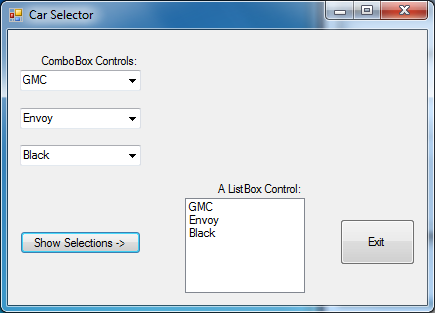 Car Selector
ComboBox Controls:
GMC
Envoy
Black
A ListBox Control:
GMC
Envoy
Black
Show Selections ->
Exit